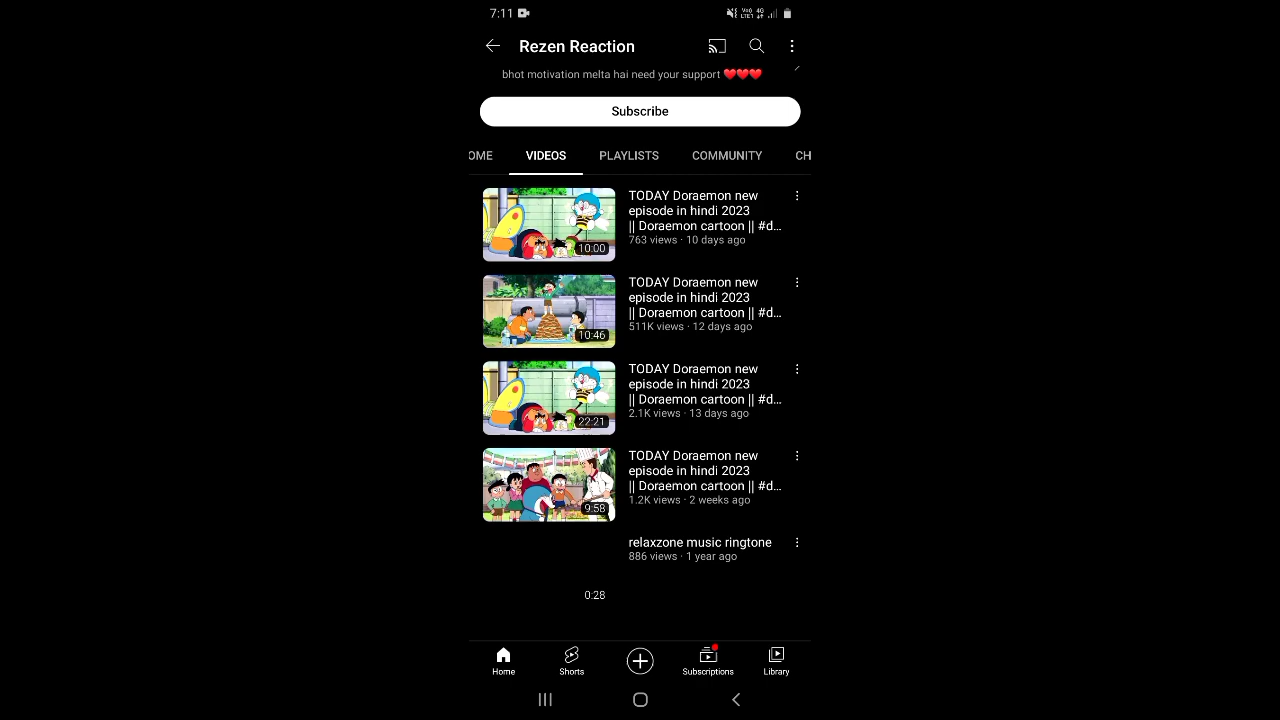 7:11
Vo) 4G
LTE1
Rezen Reaction
bhot motivation melta hai need your support ❤️❤️❤️
Subscribe
OME
VIDEOS
PLAYLISTS
COMMUNITY
CH
TODAY Doraemon new
episode in hindi 2023
|| Doraemon cartoon || #d...
763 views · 10 days ago
10:00
TODAY Doraemon new
episode in hindi 2023
|| Doraemon cartoon || #d...
511K views · 12 days ago
10:46
TODAY Doraemon new
episode in hindi 2023
|| Doraemon cartoon || #d...
2.1K views · 13 days ago
22:21
TODAY Doraemon new
episode in hindi 2023
|| Doraemon cartoon || #d...
1.2K views · 2 weeks ago
9:58
relaxzone music ringtone
886 views · 1 year ago
0:28
Home
Shorts
Subscriptions
Library